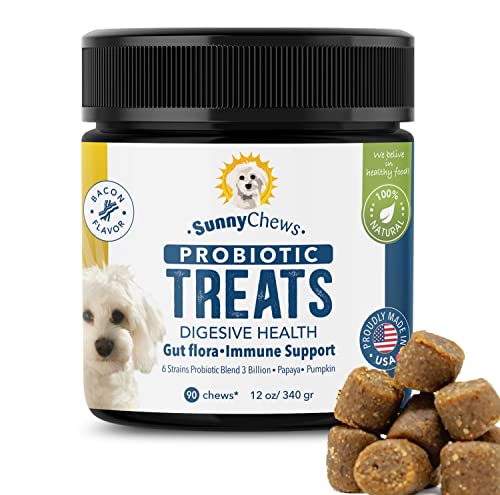 We belive in
healthy food!
100%
NATURAL
BACON
FLAVOR
·SunnyChews·
PROBIOTIC
TREATS
DIGESIVE HEALTH
Gut flora•Immune Support
6 Strains Probiotic Blend 3 Billion • Papaya • Pumpkin
90 chews* 12 oz/ 340 gr
PROUDLY MADE IN
USA